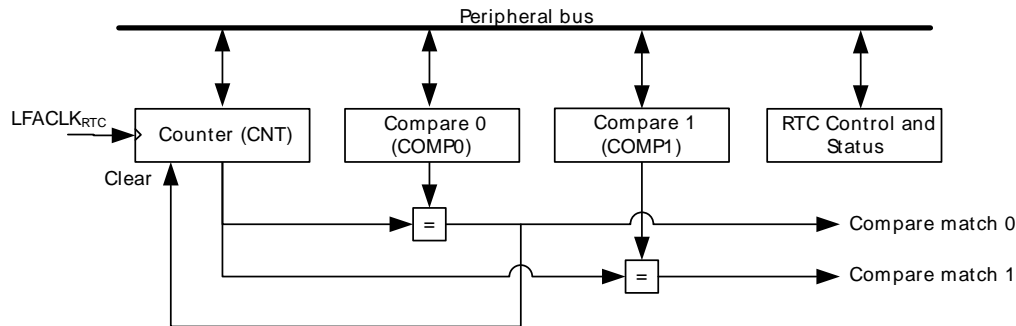 Peripheral bus
LFACLKRTC
Counter (CNT)
Compare 0
(COMP0)
Compare 1
(COMP1)
RTC Control and
Status
Clear
=
Compare match 0
=
Compare match 1